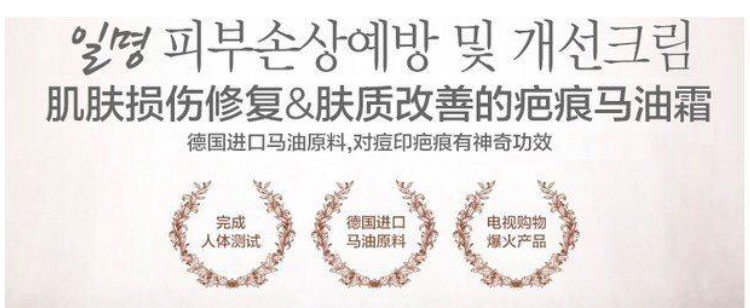 일명 피부손상예방 및 개선크림
肌肤损伤修复&肤质改善的疤痕马油霜
德国进口马油原料,对痘印疤痕有神奇功效
完成
人体测试
德国进口
马油原料
电视购物
爆火产品